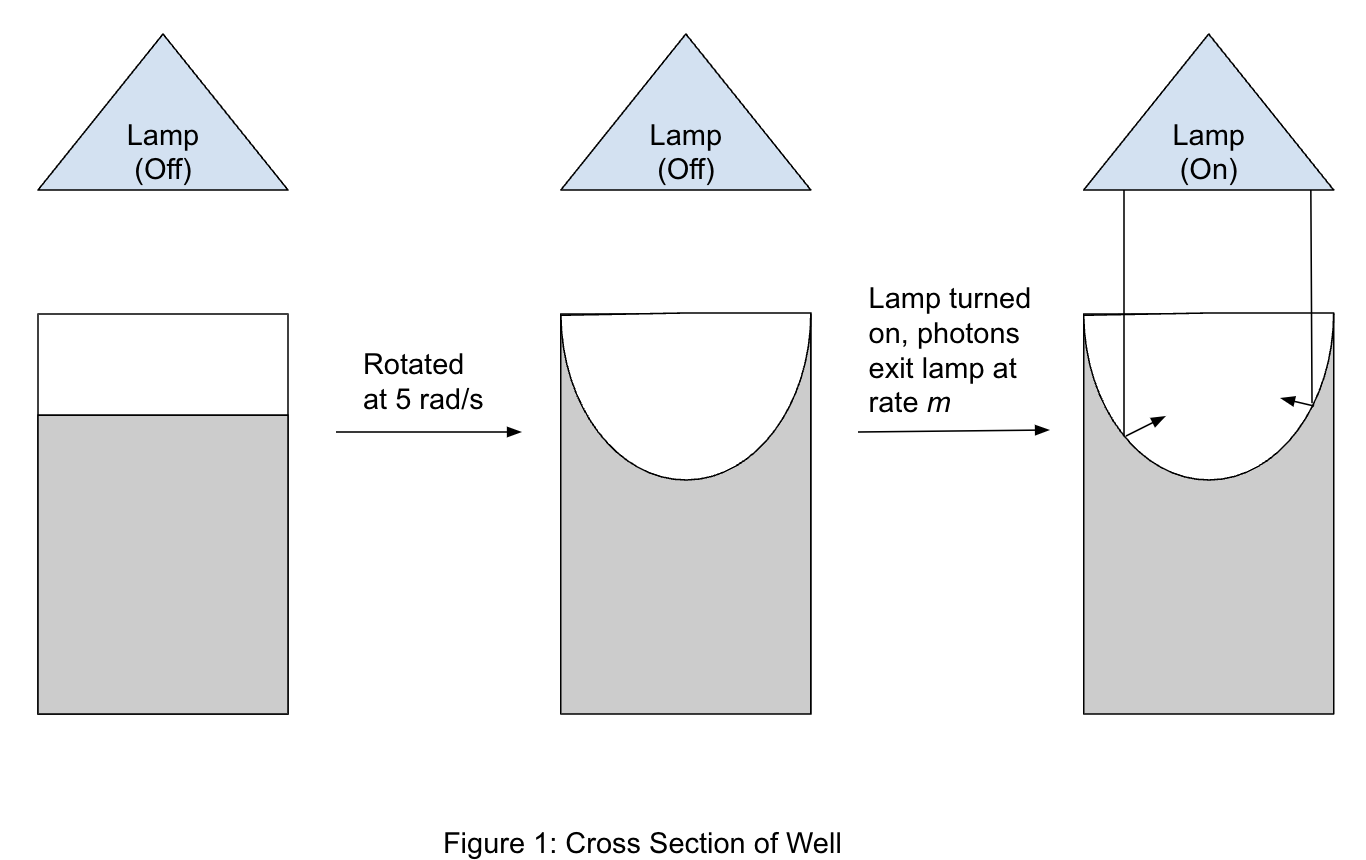 Lamp
(Off)
Rotated
at 5 rad/s
Lamp
(Off)
Lamp turned
on, photons
exit lamp at
rate m
Lamp
(On)
Figure 1: Cross Section of Well